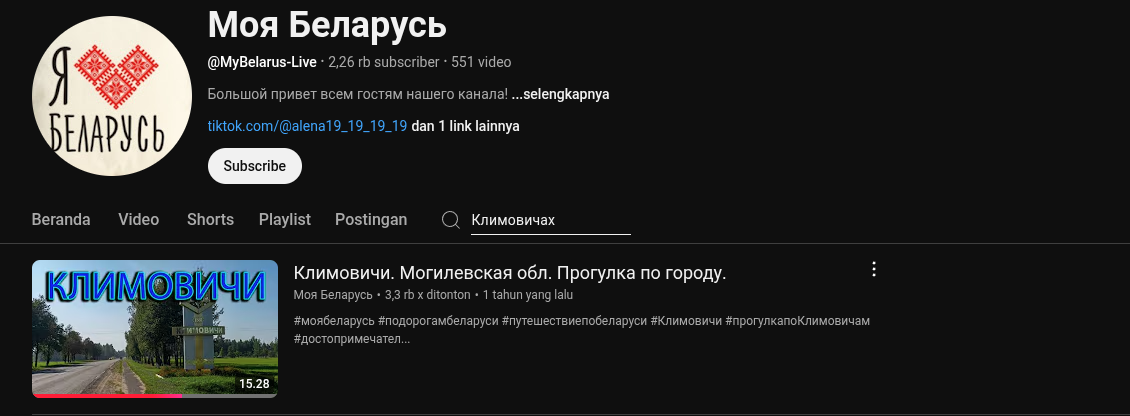 Я
БЕЛАРУСЬ
Моя Беларусь
@MyBelarus-Live • 2,26 rb subscriber • 551 video
Большой привет всем гостям нашего канала! ...selengkapnya
tiktok.com/@alena19_19_19_19 dan 1 link lainnya
Subscribe
Beranda Video Shorts Playlist Postingan Климовичах
КЛИМОВИЧИ
15.28
Климовичи. Могилевская обл. Прогулка по городу.
Моя Беларусь • 3,3 rb x ditonton • 1 tahun yang lalu
#моябеларусь #подорогамбеларуси #путешествиепобеларуси #Климовичи #прогулкапоКлимовичам
#достопримечател...